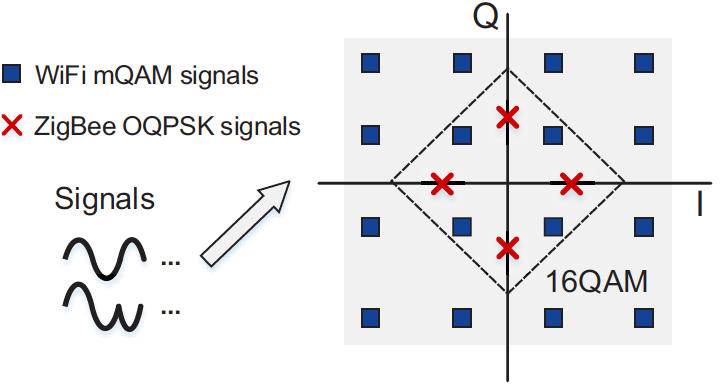 Q
WiFi mQAM signals
ZigBee OQPSK signals
Signals
...
...
I
16QAM